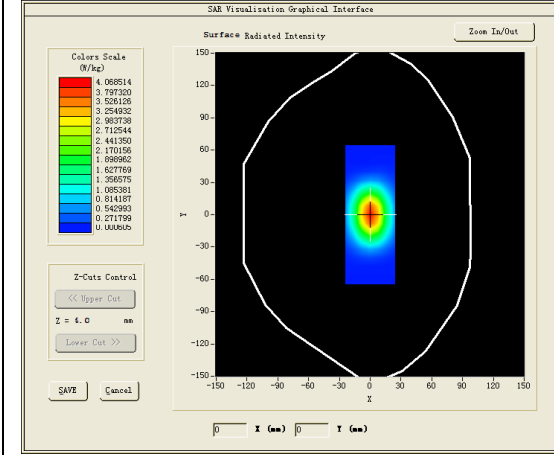 SAR Visualisation Graphical Interface
Surface Radiated Intensity
Zoom In/Out
Colors Scale
(W/kg)
4.068514
3.797320
3.526126
3.254932
2.983738
2.712544
2.441350
2.170156
1.898962
1.627769
1.356575
1.085381
0.814187
0.542993
0.271799
0.000605
Z-Cuts Control
<< Upper Cut
Z = 4.0 mm
Lower Cut >>
SAVE Cancel
150
120
90
60
30
0
-30
-60
-90
-120
-150
Y
-150 -120 -90 -60 -30 0 30 60 90 120 150
X
0 X (mm) 0 Y (mm)